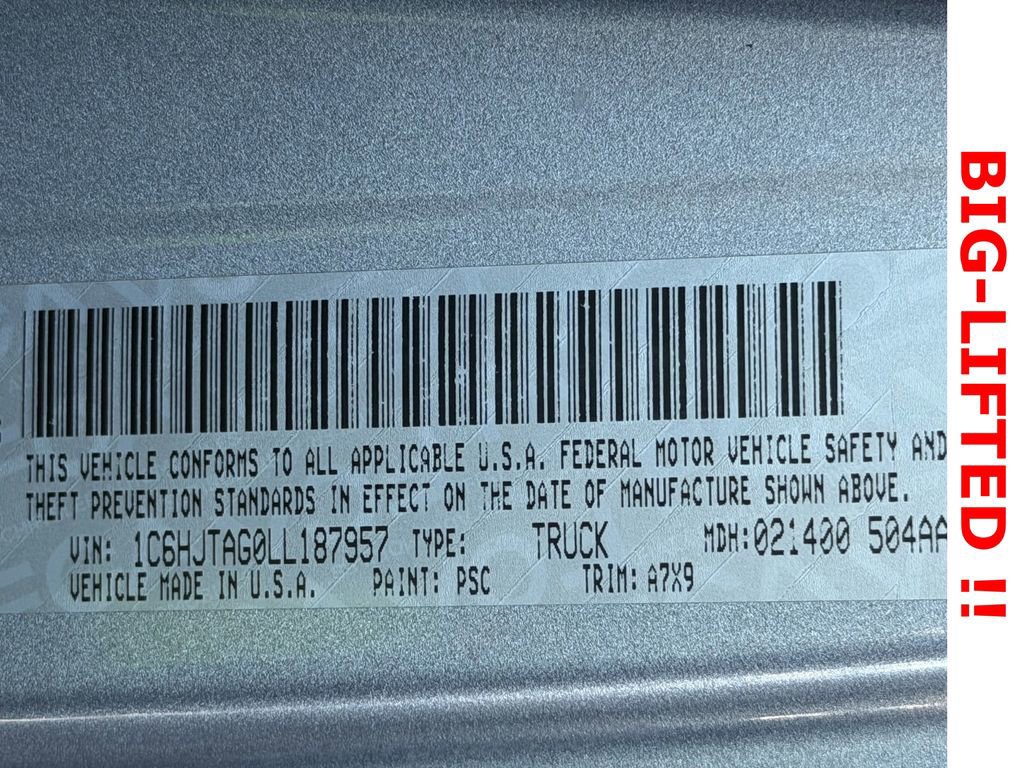 THIS VEHICLE CONFORMS TO ALL APPLICABLE U.S.A. FEDERAL MOTOR VEHICLE SAFETY AND
THEFT PREVENTION STANDARDS IN EFFECT ON THE DATE OF MANUFACTURE SHOWN ABOVE.
VIN: 1C6HJTAG0LL187957 TYPE: TRUCK MDH:021400 504AA
VEHICLE MADE IN U.S.A. PAINT: PSC TRIM: A7X9
BIG-LIFTED !!